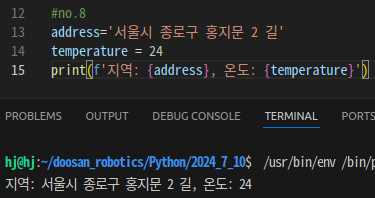 12 #no.8
13 address='서울시 종로구 홍지문 2 길'
14 temperature = 24
15 print(f'지역: {address}, 온도: {temperature}')
PROBLEMS OUTPUT DEBUG CONSOLE TERMINAL PORTS
hj@hj:~/doosan_robotics/Python/2024_7_10$ /usr/bin/env /bin/p
지역: 서울시 종로구 홍지문 2 길, 온도: 24